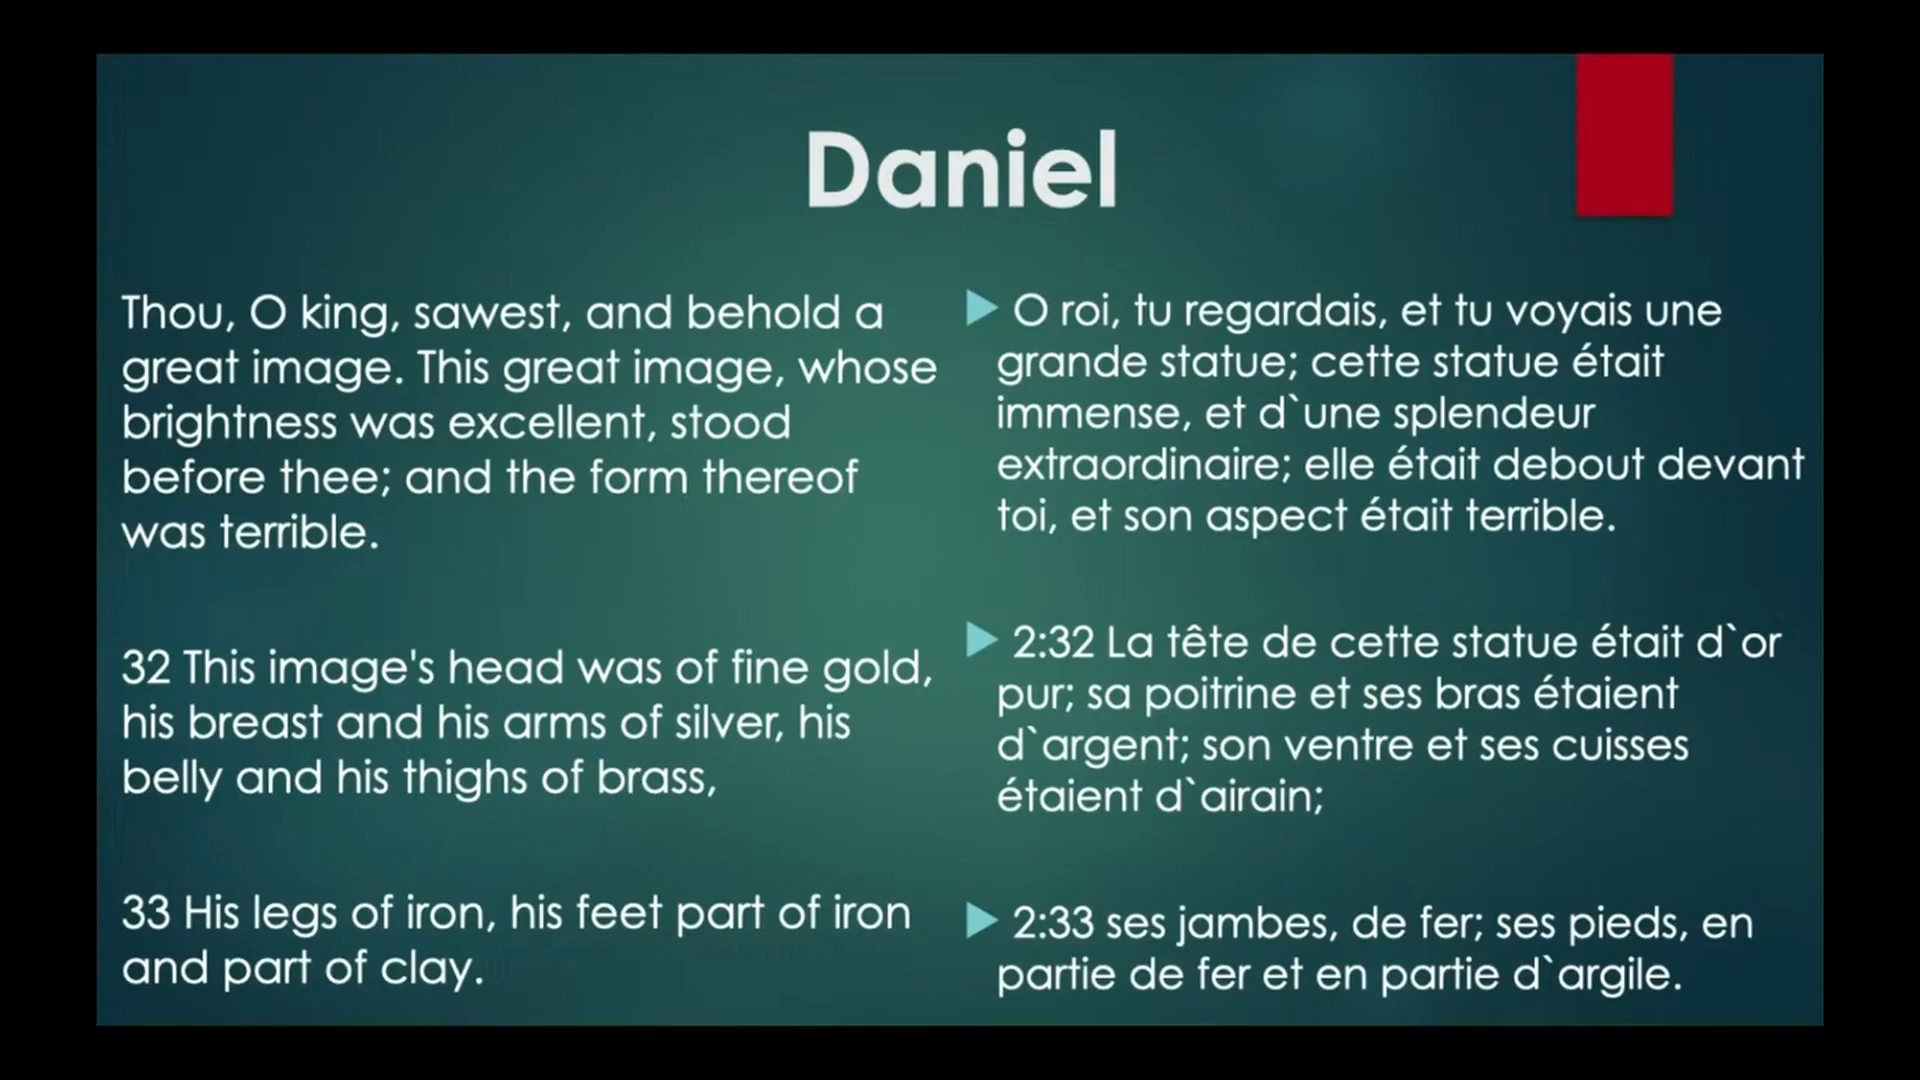 Daniel
Thou, O king, sawest, and behold a
great image. This great image, whose
brightness was excellent, stood
before thee; and the form thereof
was terrible.
32 This image's head was of fine gold,
his breast and his arms of silver, his
belly and his thighs of brass,
33 His legs of iron, his feet part of iron
and part of clay.
O roi, tu regardais, et tu voyais une
grande statue; cette statue était
immense, et d`une splendeur
extraordinaire; elle était debout devant
toi, et son aspect était terrible.
2:32 La tête de cette statue était d`or
pur; sa poitrine et ses bras étaient
d`argent; son ventre et ses cuisses
étaient d`airain;
2:33 ses jambes, de fer; ses pieds, en
partie de fer et en partie d`argile.